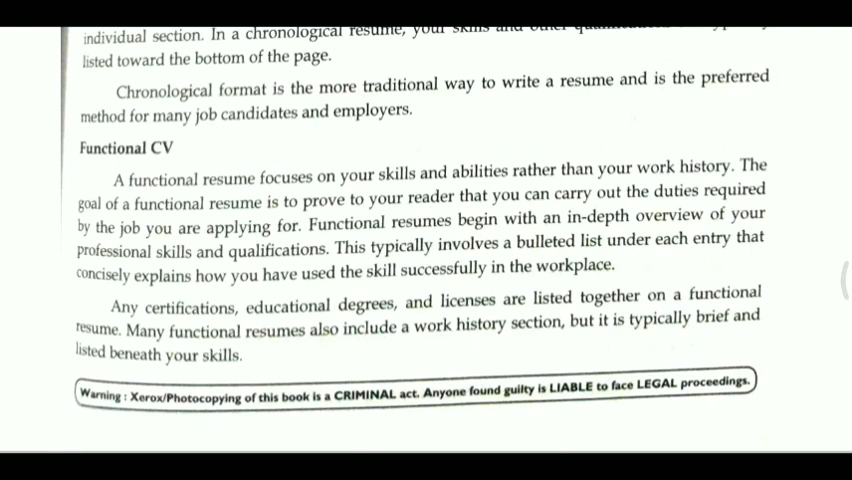 individual section. In a chronological resume, your skills and other
listed toward the bottom of the page.
Chronological format is the more traditional way to write a resume and is the preferred
method for many job candidates and employers.
Functional CV
A functional resume focuses on your skills and abilities rather than your work history. The
goal of a functional resume is to prove to your reader that you can carry out the duties required
by the job you are applying for. Functional resumes begin with an in-depth overview of your
professional skills and qualifications. This typically involves a bulleted list under each entry that
concisely explains how you have used the skill successfully in the workplace.
Any certifications, educational degrees, and licenses are listed together on a functional
resume. Many functional resumes also include a work history section, but it is typically brief and
listed beneath your skills.
Warning : Xerox/Photocopying of this book is a CRIMINAL act. Anyone found guilty is LIABLE to face LEGAL proceedings.